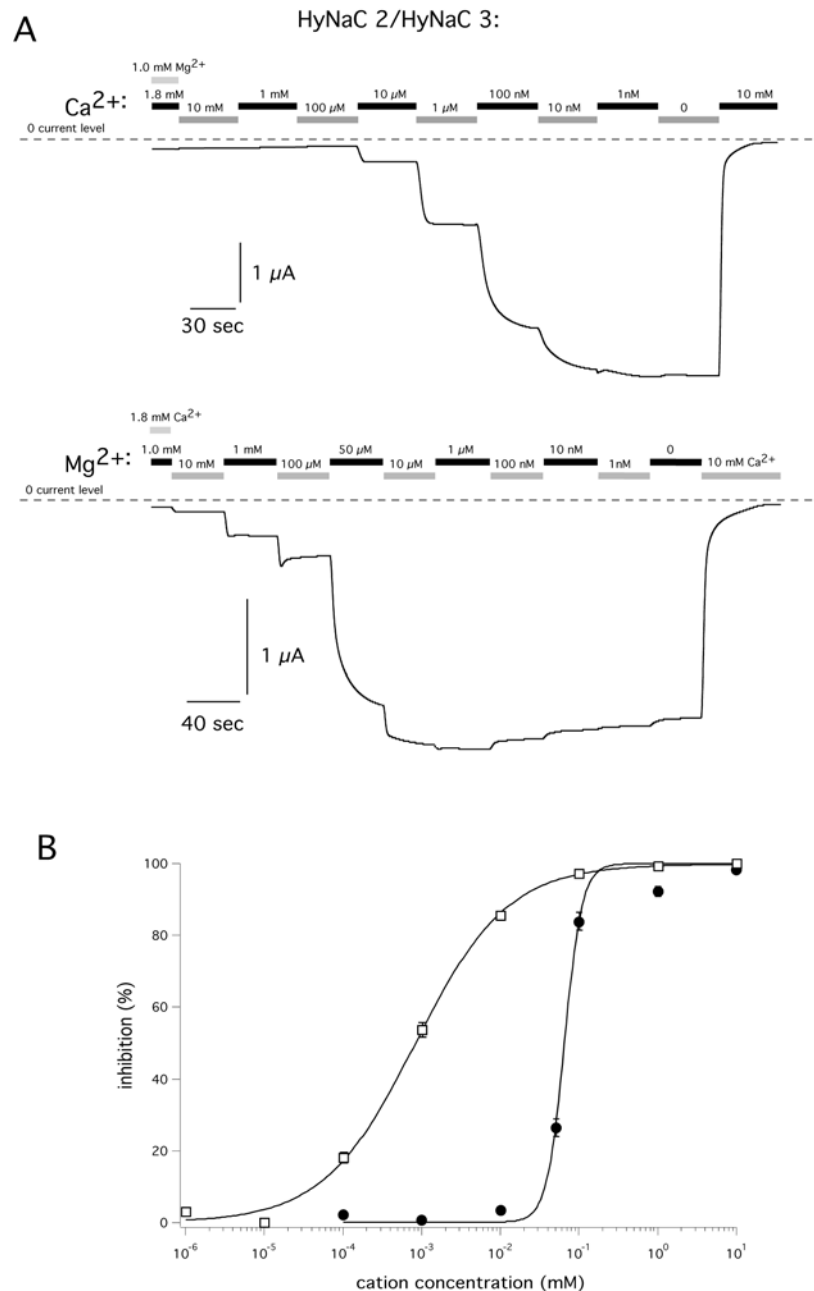 A
HyNaC 2/HyNaC 3:
1.0 mM Mg2+
Ca2+:
1.8 mM 10 mM 1 mM 100 µM 10 µM 1 µM 100 nM 10 nM 1nM 0 10 mM
0 current level
1 µA
30 sec
1.8 mM Ca2+
Mg2+:
1.0 mM 10 mM 1 mM 100 µM 50 µM 10 µM 1 µM 100 nM 10 nM 1nM 0 10 mM Ca2+
0 current level
1 µA
40 sec
B
100
80
60
40
20
0
inhibition (%)
10-6 10-5 10-4 10-3 10-2 10-1 100 101
cation concentration (mM)